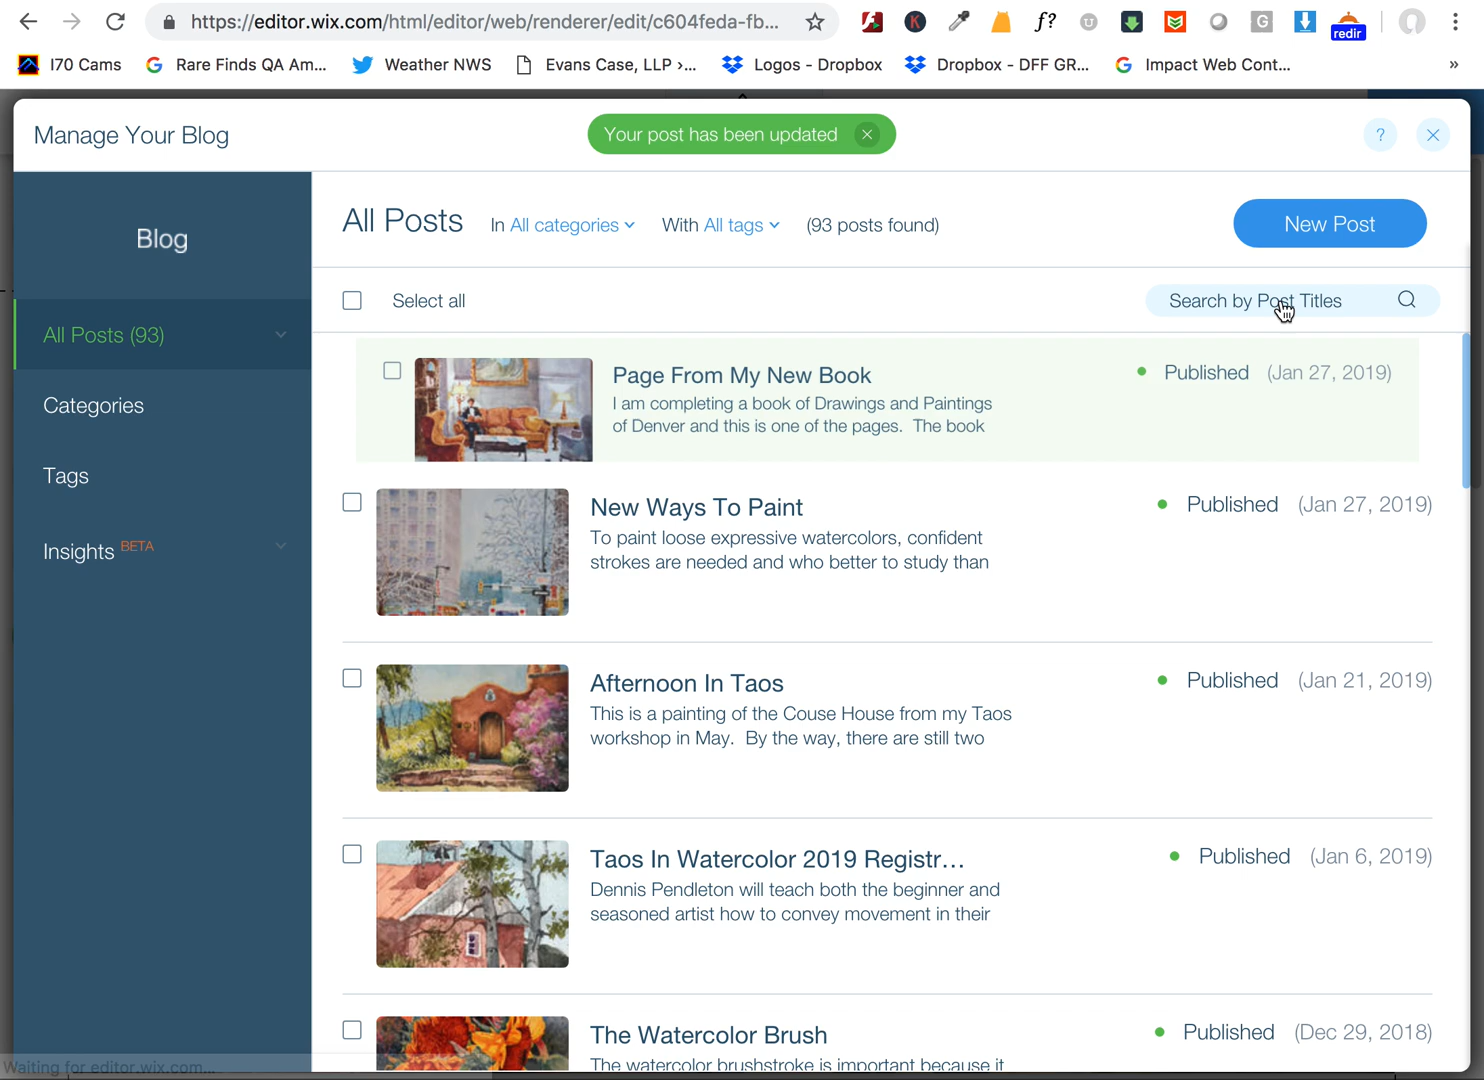 https://editor.wix.com/html/editor/web/renderer/edit/c604feda-fb...
K
f?
U
G
redir
I70 Cams
G Rare Finds QA Am...
Weather NWS
Evans Case, LLP ›...
Logos - Dropbox
Dropbox - DFF GR...
G Impact Web Cont...
»
Manage Your Blog
Your post has been updated
?
Blog
All Posts In All categories With All tags (93 posts found)
New Post
Select all
Search by Post Titles
All Posts (93)
Categories
Tags
Insights BETA
Page From My New Book
Published (Jan 27, 2019)
I am completing a book of Drawings and Paintings
of Denver and this is one of the pages. The book
New Ways To Paint
Published (Jan 27, 2019)
To paint loose expressive watercolors, confident
strokes are needed and who better to study than
Afternoon In Taos
Published (Jan 21, 2019)
This is a painting of the Couse House from my Taos
workshop in May. By the way, there are still two
Taos In Watercolor 2019 Registr...
Published (Jan 6, 2019)
Dennis Pendleton will teach both the beginner and
seasoned artist how to convey movement in their
The Watercolor Brush
Published (Dec 29, 2018)
The watercolor brushstroke is important because it
Waiting for editor.wix.com...